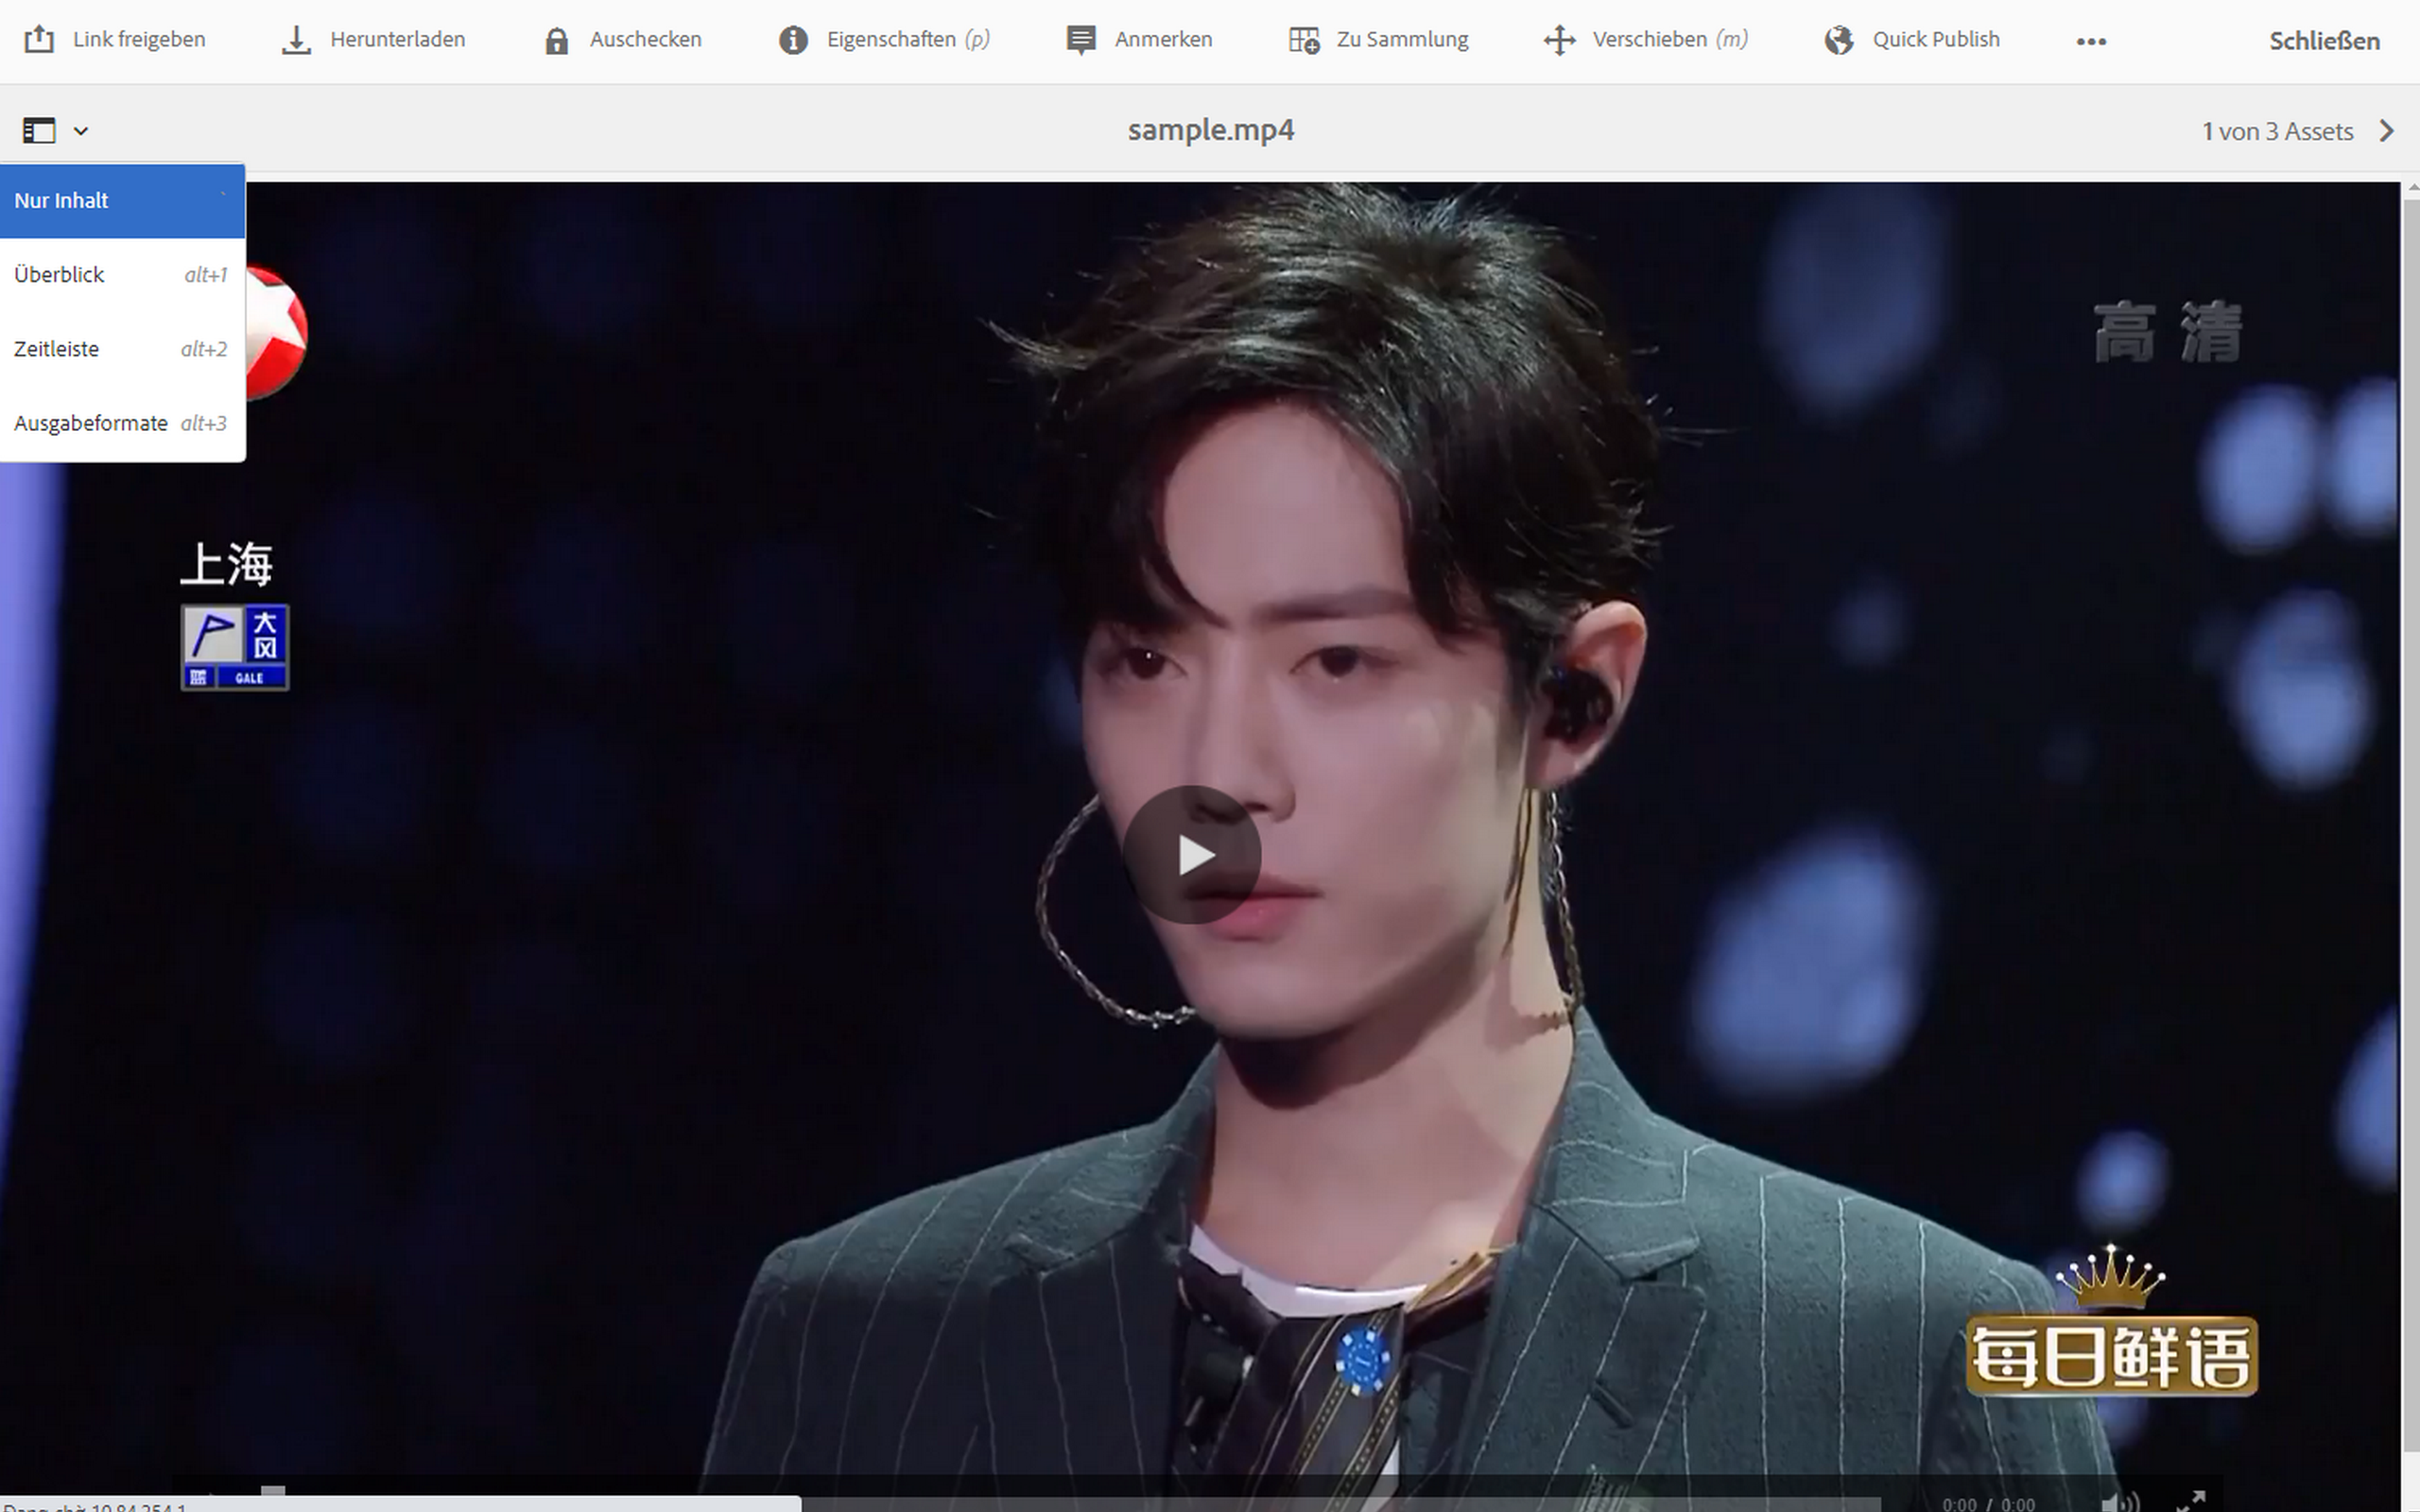 Link freigeben
Herunterladen
Auschecken
Eigenschaften (p)
Anmerken
Zu Sammlung
Verschieben (m)
Quick Publish
Schließen
sample.mp4
1 von 3 Assets
Nur Inhalt `
Überblick alt+1
Zeitleiste alt+2
Ausgabeformate alt+3
高清
上海
大风
蓝 GALE
每日鲜语
0:00 / 0:00